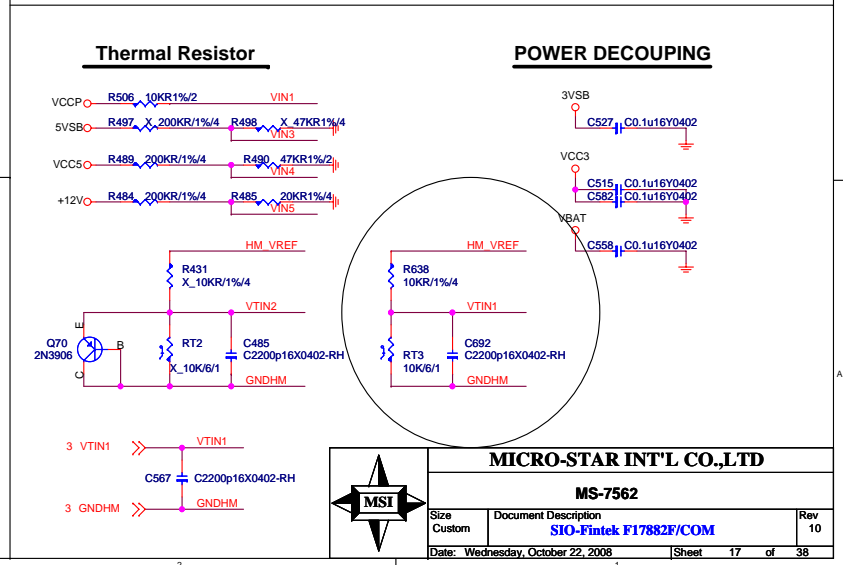 Thermal Resistor
POWER DECOUPING
VCCP R506 10KR1%/2 VIN1
5VSB R497 X_200KR/1%/4 R498 X_47KR1%/4
VIN3
VCC5 R489 200KR/1%/4 R490 47KR1%/2
VIN4
+12V R484 200KR/1%/4 R485 20KR1%/4
VIN5
3VSB
C527 C0.1u16Y0402
VCC3
C515 C0.1u16Y0402
C582 C0.1u16Y0402
VBAT
C558 C0.1u16Y0402
HM_VREF
R431
X_10KR/1%/4
VTIN2
E
Q70
2N3906
B
C
RT2
X_10K/6/1
C485
C2200p16X0402-RH
GNDHM
HM_VREF
R638
10KR/1%/4
VTIN1
RT3
10K/6/1
C692
C2200p16X0402-RH
GNDHM
A
3 VTIN1 VTIN1
C567 C2200p16X0402-RH
3 GNDHM GNDHM
MSI
MICRO-STAR INT'L CO.,LTD
MS-7562
Size
Custom
Document Description
SIO-Fintek F17882F/COM
Rev
10
Date: Wednesday, October 22, 2008 Sheet 17 of 38
2 1